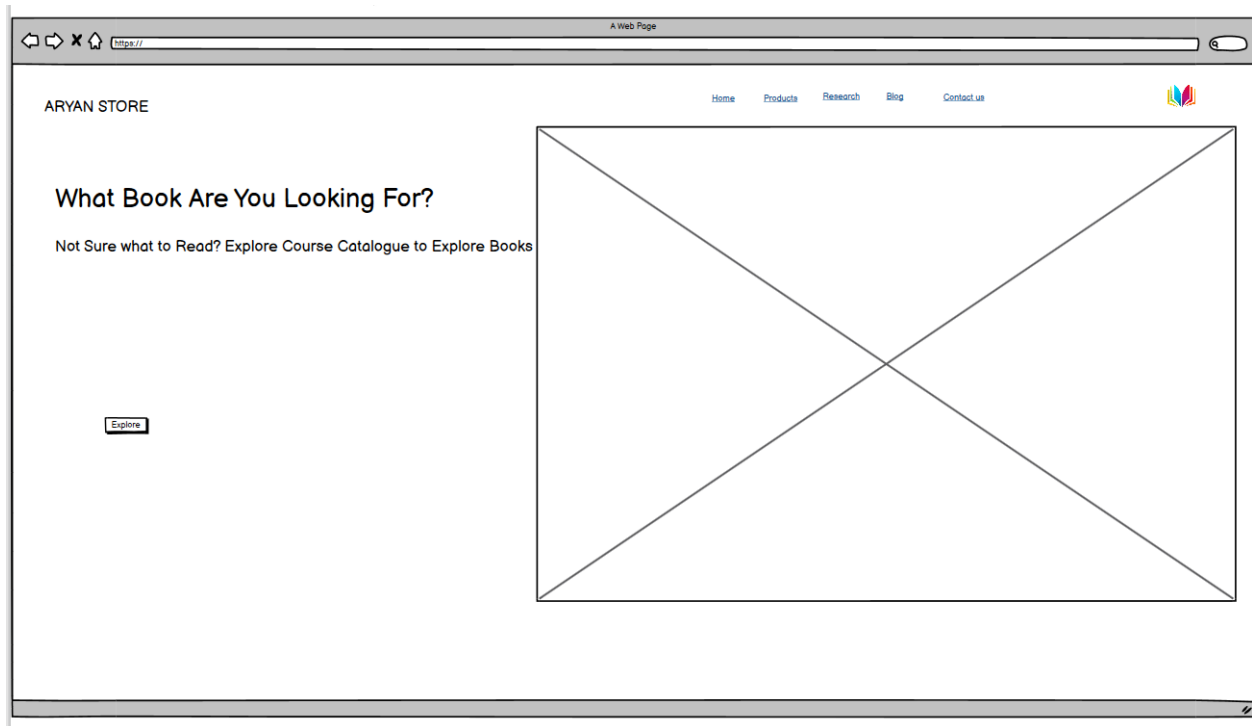 A Web Page
https://
ARYAN STORE
Home Products Research Blog Contact us
What Book Are You Looking For?
Not Sure what to Read? Explore Course Catalogue to Explore Books
Explore